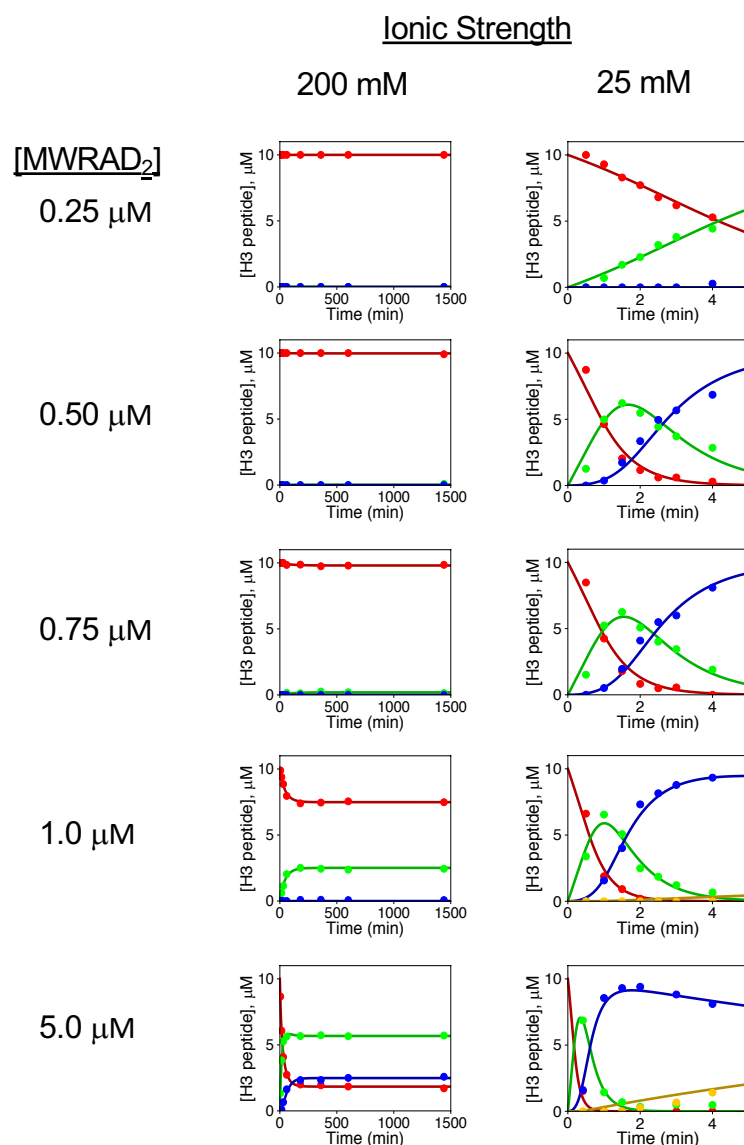 Ionic Strength
200 mM 25 mM
[MWRAD2]
0.25 μM
[H3 peptide], μM
10
5
0
0 500 1000 1500
Time (min)
[H3 peptide], μM
10
5
0
0 2 4
Time (min)
0.50 μM
[H3 peptide], μM
10
5
0
0 500 1000 1500
Time (min)
[H3 peptide], μM
10
5
0
0 2 4
Time (min)
0.75 μM
[H3 peptide], μM
10
5
0
0 500 1000 1500
Time (min)
[H3 peptide], μM
10
5
0
0 2 4
Time (min)
1.0 μM
[H3 peptide], μM
10
5
0
0 500 1000 1500
Time (min)
[H3 peptide], μM
10
5
0
0 2 4
Time (min)
5.0 μM
[H3 peptide], μM
10
5
0
0 500 1000 1500
Time (min)
[H3 peptide], μM
10
5
0
0 2 4
Time (min)